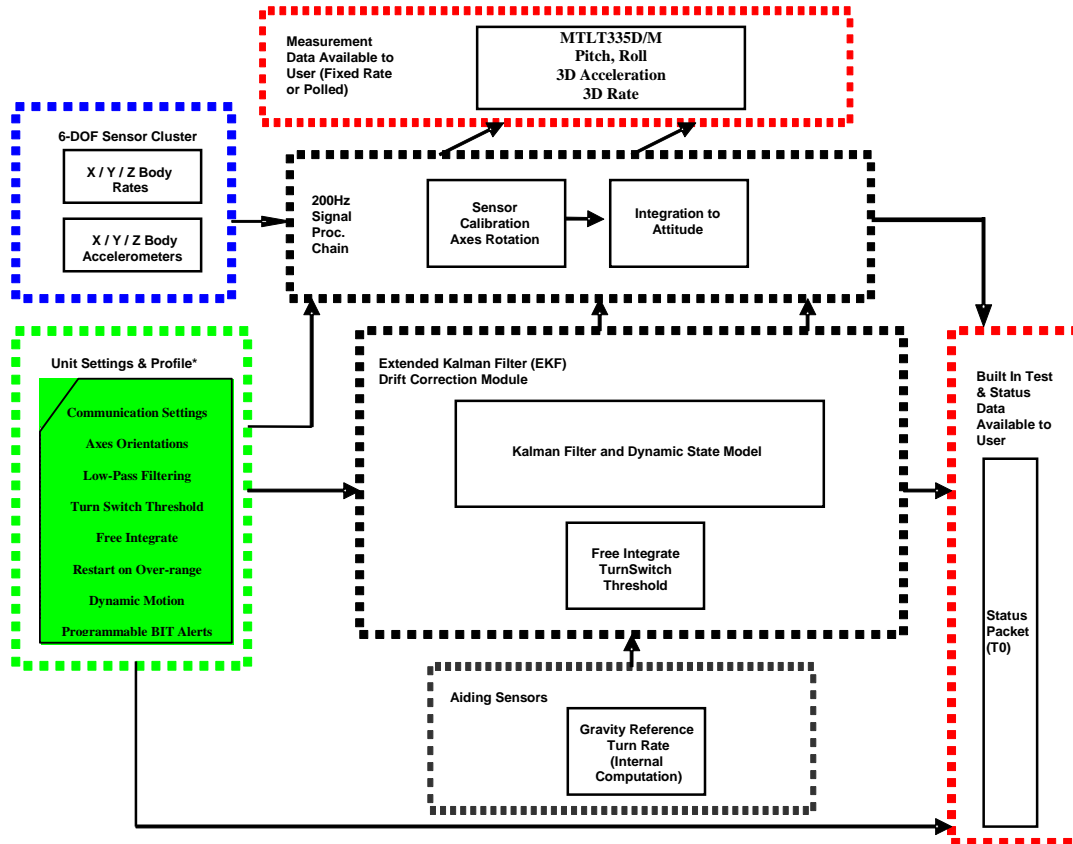 Measurement
Data Available to
User (Fixed Rate
or Polled)
MTLT335D/M
Pitch, Roll
3D Acceleration
3D Rate
6-DOF Sensor Cluster
X / Y / Z Body
Rates
X / Y / Z Body
Accelerometers
200Hz
Signal
Proc.
Chain
Sensor
Calibration
Axes Rotation
Integration to
Attitude
Unit Settings & Profile*
Communication Settings
Axes Orientations
Low-Pass Filtering
Turn Switch Threshold
Free Integrate
Restart on Over-range
Dynamic Motion
Programmable BIT Alerts
Extended Kalman Filter (EKF)
Drift Correction Module
Kalman Filter and Dynamic State Model
Free Integrate
TurnSwitch
Threshold
Built In Test
& Status
Data
Available to
User
Status
Packet
(T0)
Aiding Sensors
Gravity Reference
Turn Rate
(Internal
Computation)